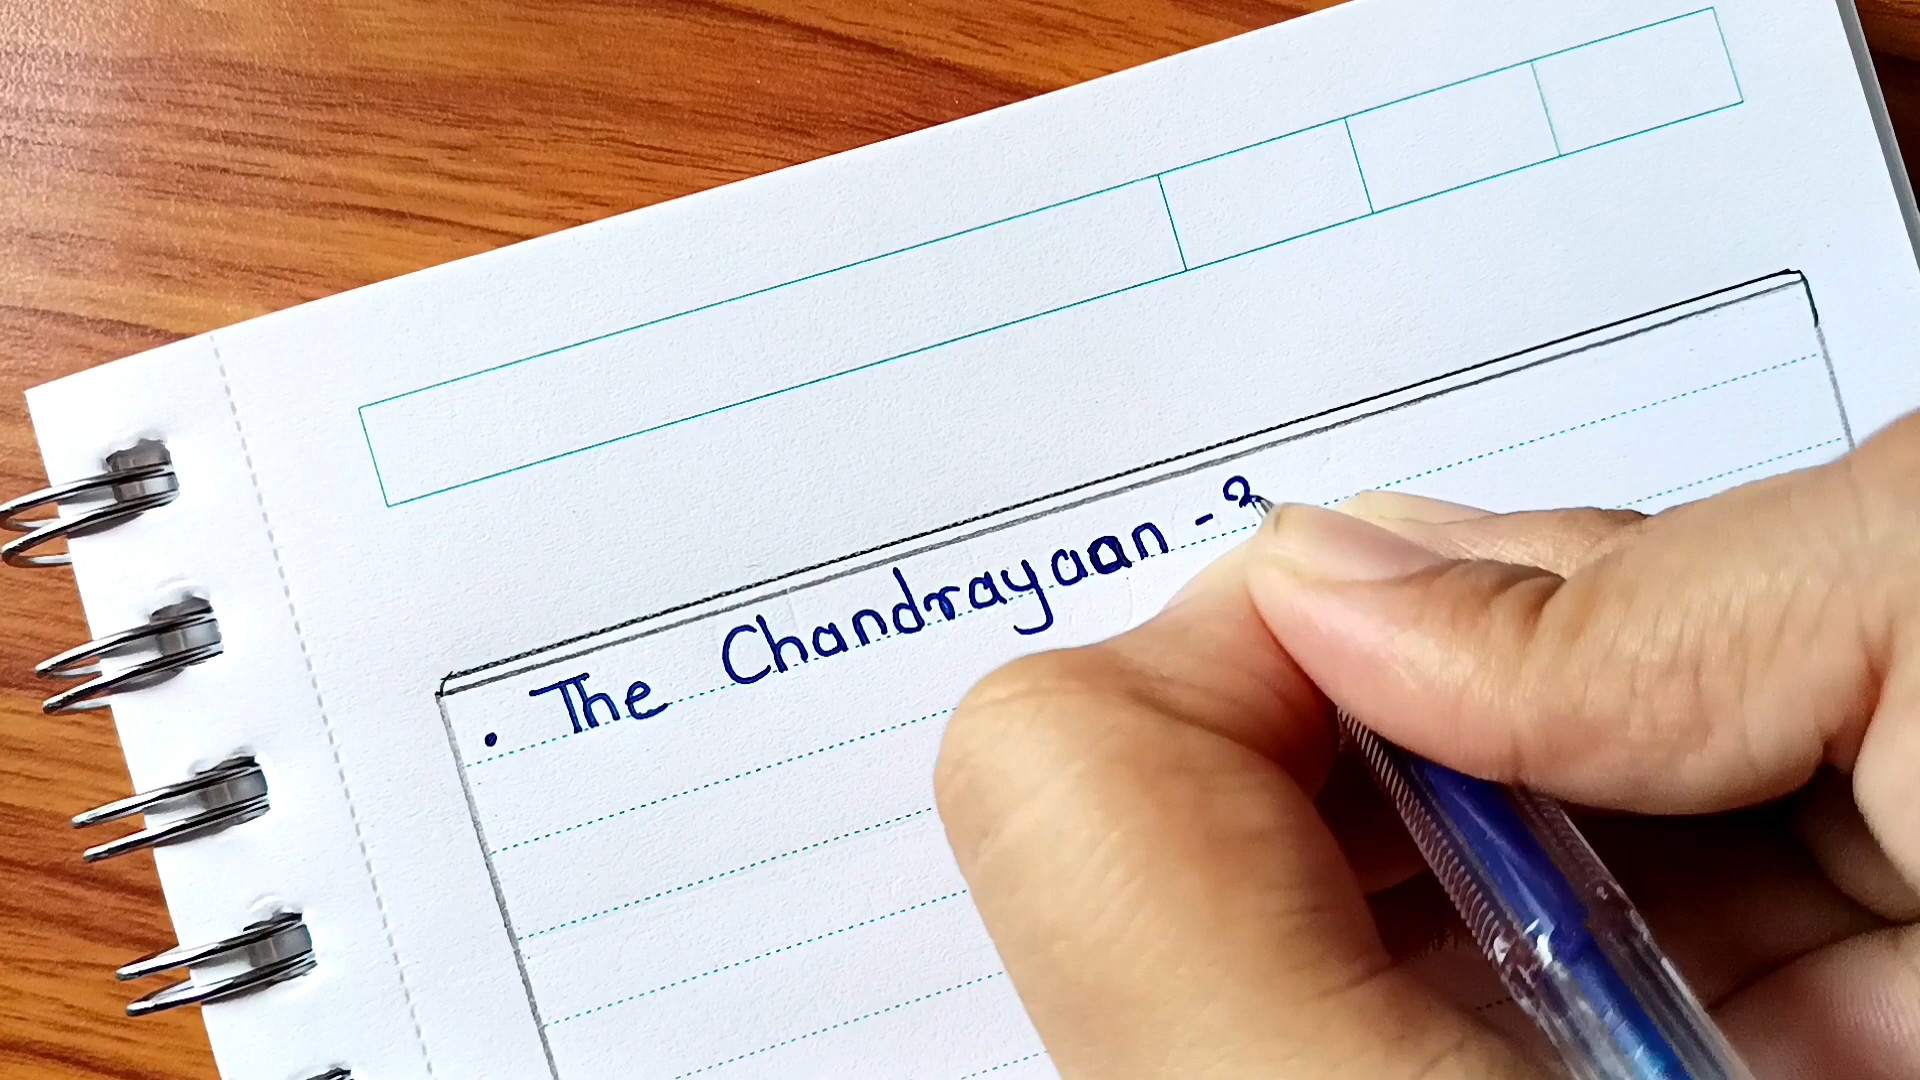 • The Chandrayaan -